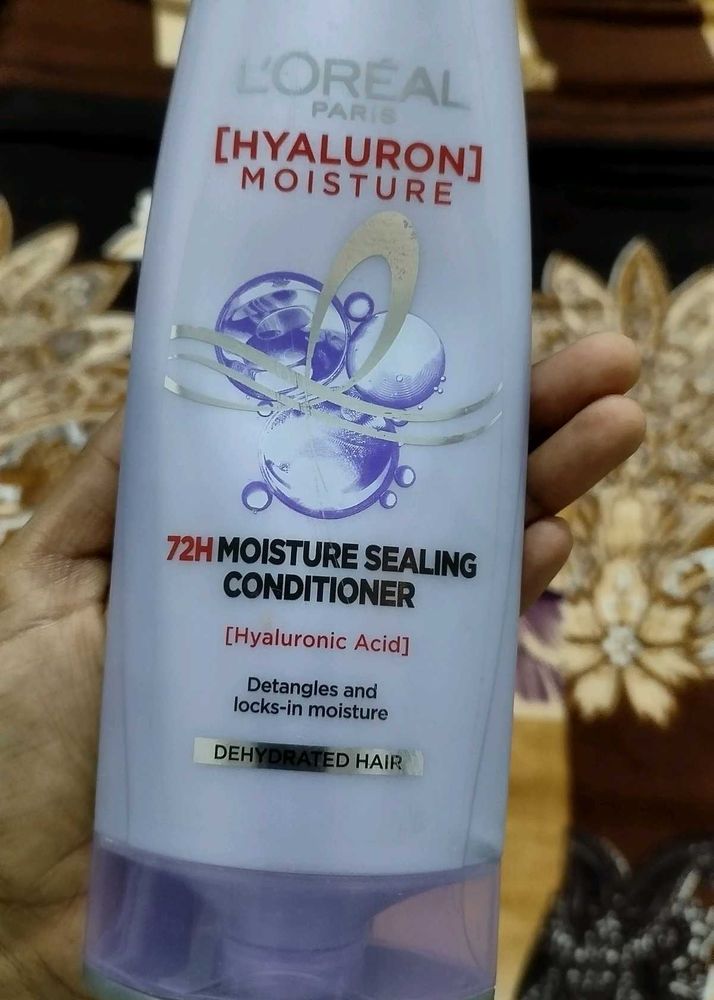 L'ORÉAL
PARIS
[HYALURON]
MOISTURE
72H MOISTURE SEALING
CONDITIONER
[Hyaluronic Acid]
Detangles and
locks-in moisture
DEHYDRATED HAIR